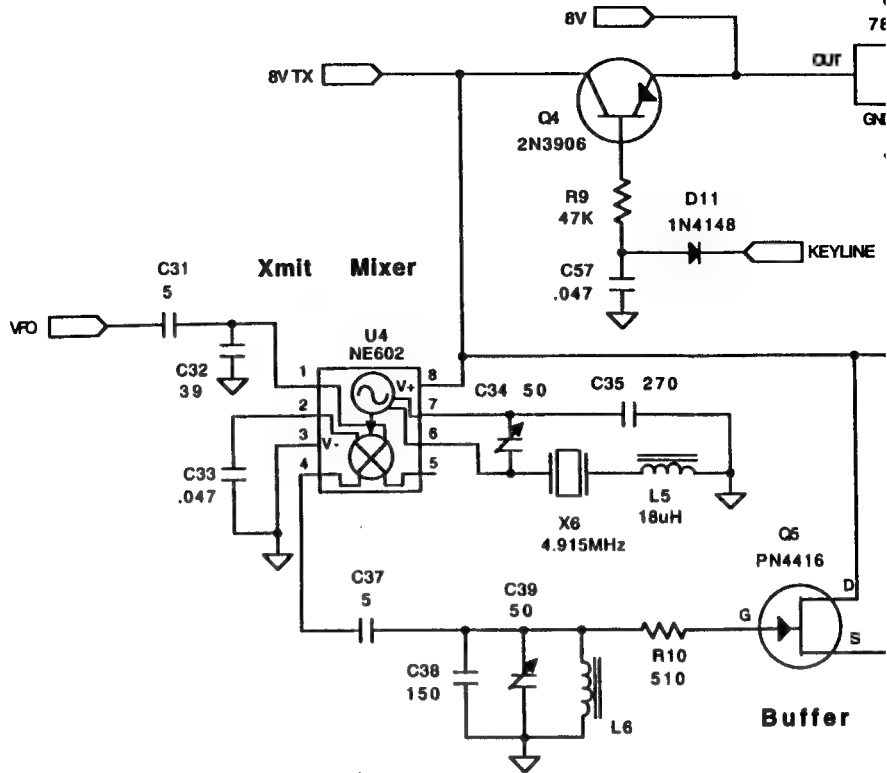 8V
78
8V TX
OUT
Q4
2N3906
GND
R9
47K
D11
1N4148
KEYLINE
C57
.047
C31
5
Xmit Mixer
VFO
U4
NE602
C32
39
1
8
V+
C34 50
C35 270
2
7
3
V-
6
4
5
C33
.047
X6
4.915MHz
L5
18uH
Q5
PN4416
C37
5
C39
50
D
G
S
C38
150
R10
510
L6
Buffer